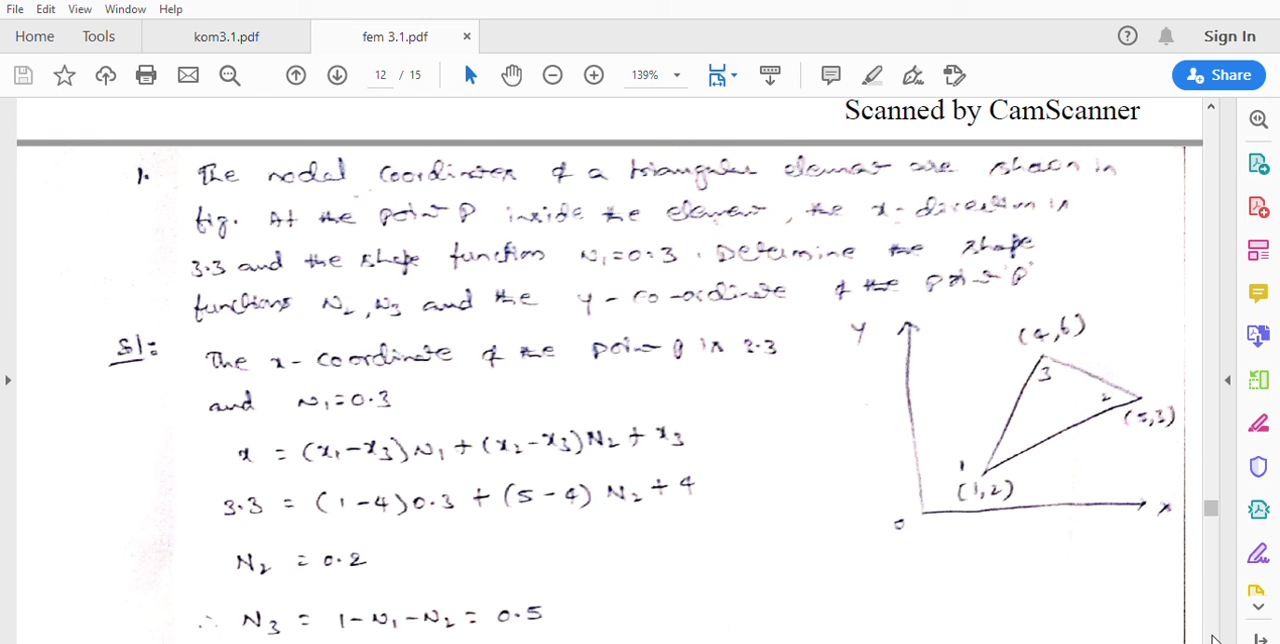 File Edit View Window Help
Home Tools kom3.1.pdf fem 3.1.pdf × Sign In
12 / 15 139% Share
Scanned by CamScanner
1. The nodal coordinates of a triangular element are shown in
fig. At the point P inside the element, the x-direction is
3.3 and the shape function N₁=0.3. Determine the shape
functions N₂, N₃ and the y-co-ordinate of the point 'P'
Sol:
The x-coordinate of the point P is 3.3
and N₁=0.3
x = (x₁-x₃)N₁+(x₂-x₃)N₂+x₃
3.3 = (1-4)0.3+(5-4) N₂+4
N₂ = 0.2
∴ N₃ = 1-N₁-N₂ = 0.5
Y
(4,6)
3
2
(5,3)
1
(1,2)
0
x